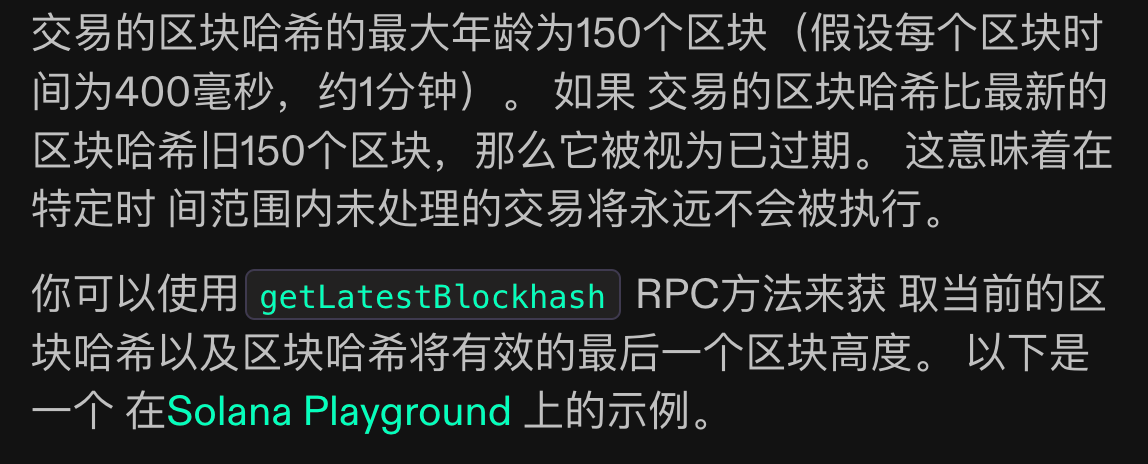 交易的区块哈希的最大年龄为150个区块（假设每个区块时
间为400毫秒，约1分钟） 。 如果 交易的区块哈希比最新的
区块哈希旧150个区块，那么它被视为已过期。 这意味着在
特定时 间范围内未处理的交易将永远不会被执行。
你可以使用 getLatestBlockhash RPC方法来获 取当前的区
块哈希以及区块哈希将有效的最后一个区块高度。 以下是
一个 在Solana Playground 上的示例。